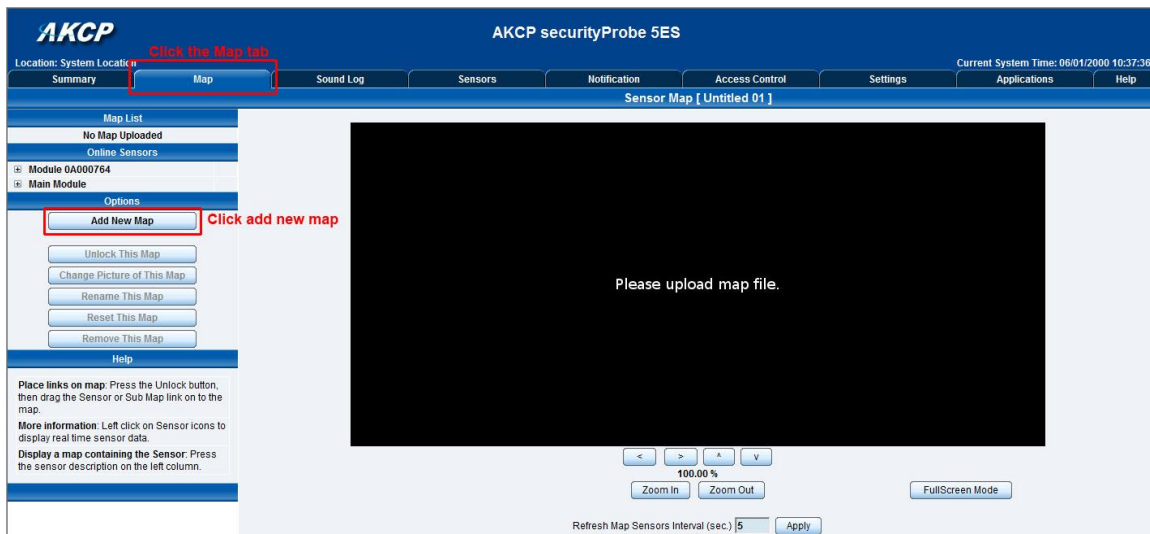 AKCP
AKCP securityProbe 5ES
Click the Map tab
Location: System Location
Current System Time: 06/01/2000 10:37:36
Summary
Map
Sound Log
Sensors
Notification
Access Control
Settings
Applications
Help
Sensor Map [ Untitled 01 ]
Map List
No Map Uploaded
Online Sensors
Module 0A000764
Main Module
Options
Add New Map
Click add new map
Unlock This Map
Change Picture of This Map
Rename This Map
Reset This Map
Remove This Map
Help
Place links on map: Press the Unlock button,
then drag the Sensor or Sub Map link on to the
map.
More information: Left click on Sensor icons to
display real time sensor data.
Display a map containing the Sensor: Press
the sensor description on the left column.
Please upload map file.
< > ^ v
100.00 %
Zoom In
Zoom Out
FullScreen Mode
Refresh Map Sensors Interval (sec.) 5 Apply